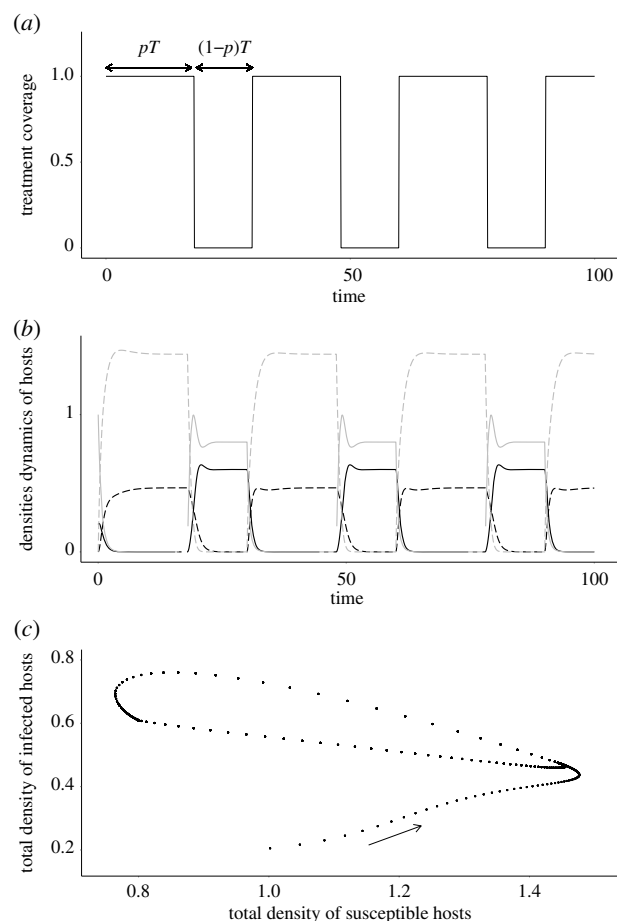 (a)
pT
(1–p)T
1.0
0.5
0
treatment coverage
0
50
100
time
(b)
1
0
densities dynamics of hosts
0
50
100
time
(c)
0.8
0.6
0.4
0.2
total density of infected hosts
0.8
1.0
1.2
1.4
total density of susceptible hosts